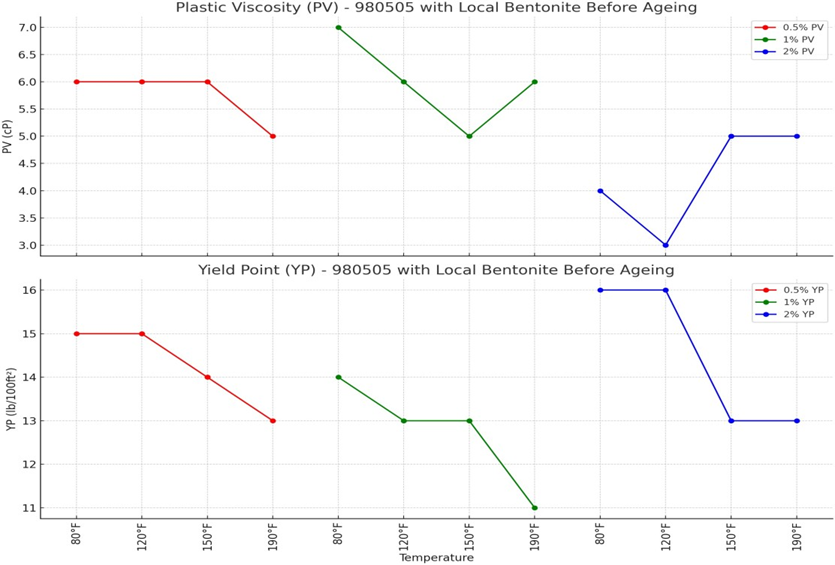 Plastic Viscosity (PV) - 980505 with Local Bentonite Before Ageing
7.0
6.5
6.0
5.5
5.0
4.5
4.0
3.5
3.0
PV (cP)
0.5% PV
1% PV
2% PV
Yield Point (YP) - 980505 with Local Bentonite Before Ageing
16
15
14
13
12
11
YP (lb/100ft²)
0.5% YP
1% YP
2% YP
80°F 120°F 150°F 190°F 80°F 120°F 150°F 190°F 80°F 120°F 150°F 190°F
Temperature